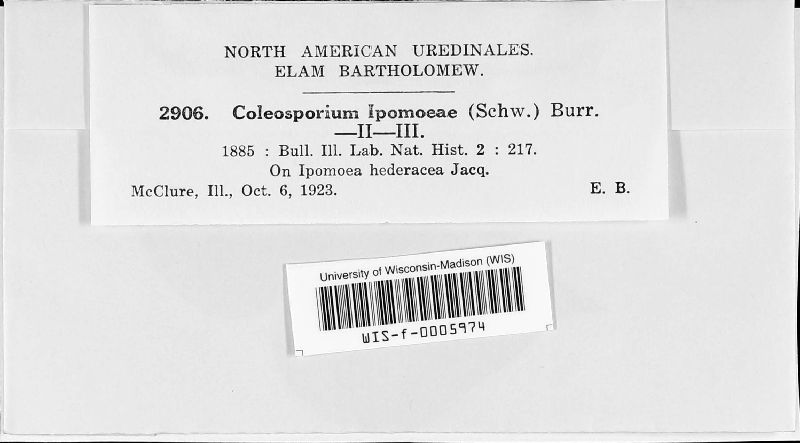 NORTH AMERICAN UREDINALES.
ELAM BARTHOLOMEW.
2906. Coleosporium Ipomoeae (Schw.) Burr.
—II—III.
1885 : Bull. Ill. Lab. Nat. Hist. 2 : 217.
On Ipomoea hederacea Jacq.
McClure, Ill., Oct. 6, 1923. E. B.
University of Wisconsin-Madison (WIS)
WIS-f-0005974